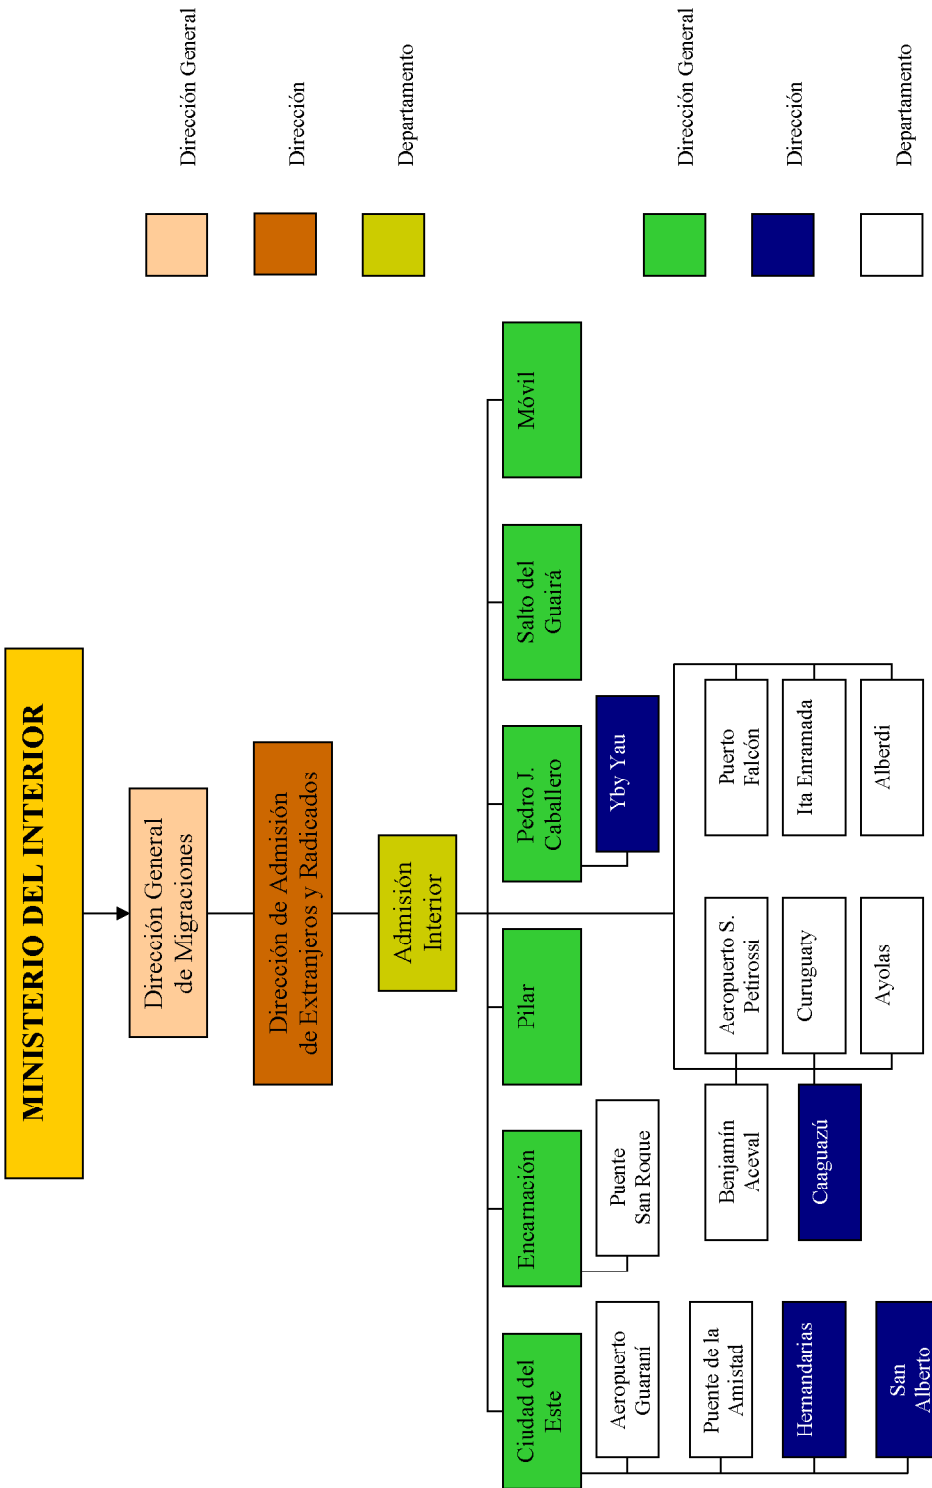 MINISTERIO DEL INTERIOR
Dirección General
de Migraciones
Dirección de Admisión
de Extranjeros y Radicados
Admisión
Interior
Ciudad del
Este
Encarnación
Pilar
Pedro J.
Caballero
Salto del
Guairá
Móvil
Aeropuerto
Guaraní
Puente de la
Amistad
Hernandarias
San
Alberto
Puente
San Roque
Yby Yau
Benjamín
Aceval
Caaguazú
Aeropuerto S.
Petirossi
Curuguaty
Ayolas
Puerto
Falcón
Ita Enramada
Alberdi
Dirección General
Dirección
Departamento
Dirección General
Dirección
Departamento